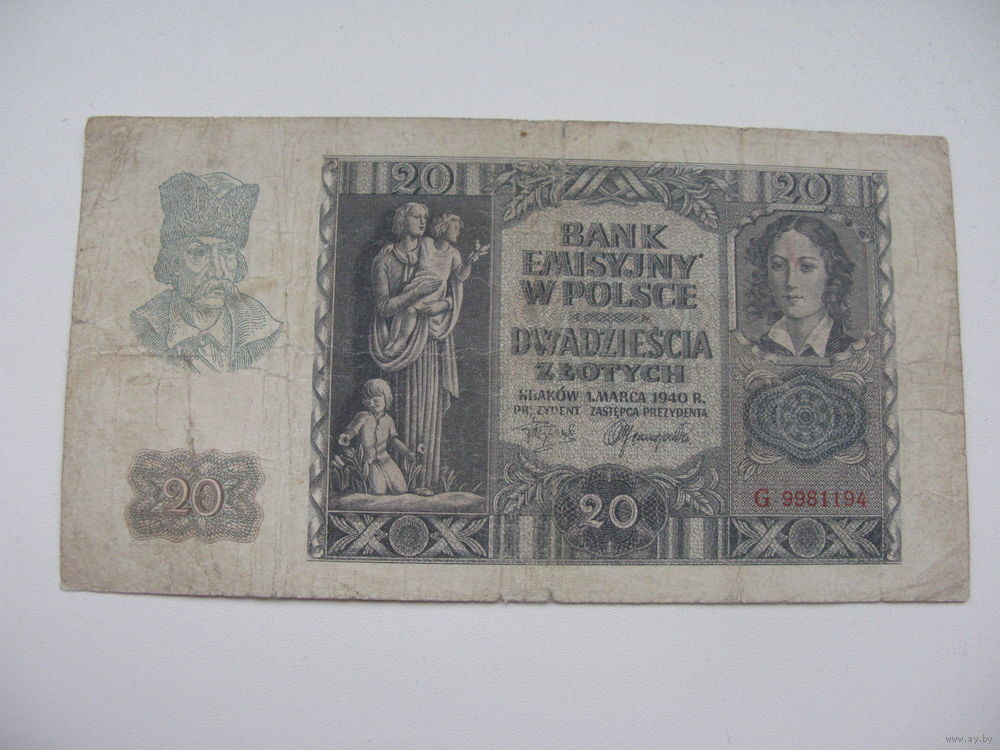 20
20
BANK
EMISYJNY
W POLSCE
DWADZIEŚCIA
ZŁOTYCH
KRAKÓW 1. MARCA 1940 R.
PREZYDENT ZASTĘPCA PREZYDENTA
20
20
G 9981194
www.ay.by